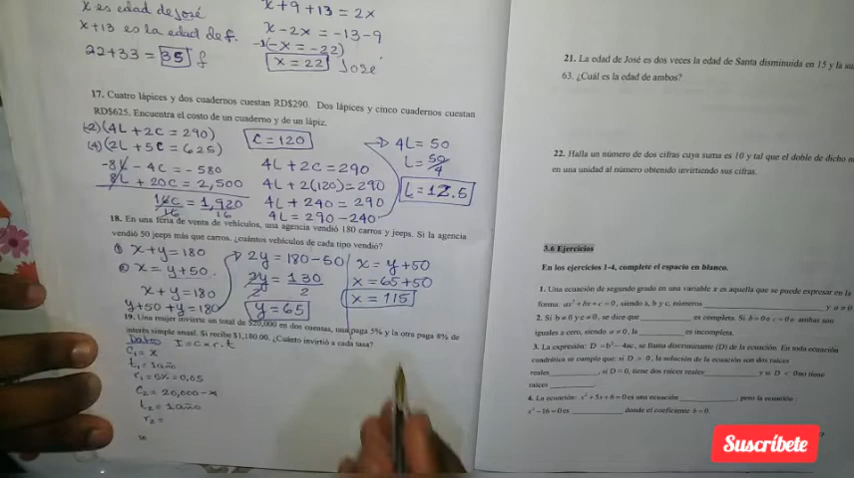 x es edad de José
x+13 es la edad de f.
22+33 = 35 f
x+9+13 = 2x
x-2x = -13-9
-1(-x = -22)
x = 22 José
17. Cuatro lápices y dos cuadernos cuestan RD$290. Dos lápices y cinco cuadernos cuestan
RD$625. Encuentra el costo de un cuaderno y de un lápiz.
(-2)(4L + 2C = 290)
(4)(2L + 5C = 625)
-8L - 4C = -580
8L + 20C = 2,500
16C = 1,920
16 16
C = 120
4L + 2C = 290
4L + 2(120) = 290
4L + 240 = 290
4L = 290-240
4L = 50
L = 50
4
L = 12.5
18. En una feria de venta de vehículos, una agencia vendió 180 carros y jeeps. Si la agencia
vendió 50 jeeps más que carros. ¿cuántos vehículos de cada tipo vendió?
① x+y=180
② x = y+50.
x+y=180
y+50+y=180
2y = 180-50
2y = 130
2 2
y = 65
x = y+50
x = 65+50
x = 115
19. Una mujer invierte un total de $20,000 en dos cuentas, una paga 5% y la otra paga 8% de
interés simple anual. Si recibe $1,180.00, ¿Cuánto invirtió a cada tasa?
Datos I = C x r . t
C₁ = x
t₁ = 1 año
r₁ = 5% = 0,05
C₂ = 20,000 - x
t₂ = 1 año
r₂ =
21. La edad de José es dos veces la edad de Santa disminuida en 15 y la su
63. ¿Cuál es la edad de ambos?
22. Halla un número de dos cifras cuya suma es 10 y tal que el doble de dicho n
en una unidad al número obtenido invirtiendo sus cifras.
3.6 Ejercicios
En los ejercicios 1-4, complete el espacio en blanco.
1. Una ecuación de segundo grado en una variable x es aquella que se puede expresar en la
forma: ax² + bx + c = 0, siendo a, b y c, números y a ≠ 0
2. Si b ≠ 0 y c ≠ 0, se dice que es completa. Si b = 0 o c = 0 o ambas son
iguales a cero, siendo a ≠ 0, la es incompleta.
3. La expresión: D = b² - 4ac, se llama discriminante (D) de la ecuación. En toda ecuación
cuadrática se cumple que: si D > 0, la solución de la ecuación son dos raíces
reales , si D = 0, tiene dos raíces reales y si D < 0 no tiene
raíces .
4. La ecuación: x² + 5x + 6 = 0 es una ecuación , pero la ecuación :
x² - 16 = 0 es donde el coeficiente b = 0
Suscríbete